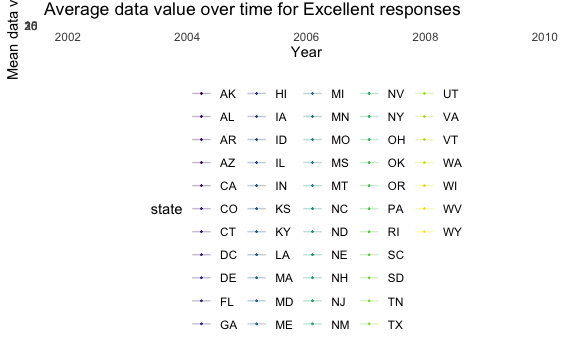 Average data value over time for Excellent responses
Mean data v
2002 2004 2006 2008 2010
Year
state
AK HI MI NV UT
AL IA MN NY VA
AR ID MO OH VT
AZ IL MS OK WA
CA IN MT OR WI
CO KS NC PA WV
CT KY ND RI WY
DC LA NE SC
DE MA NH SD
FL MD NJ TN
GA ME NM TX